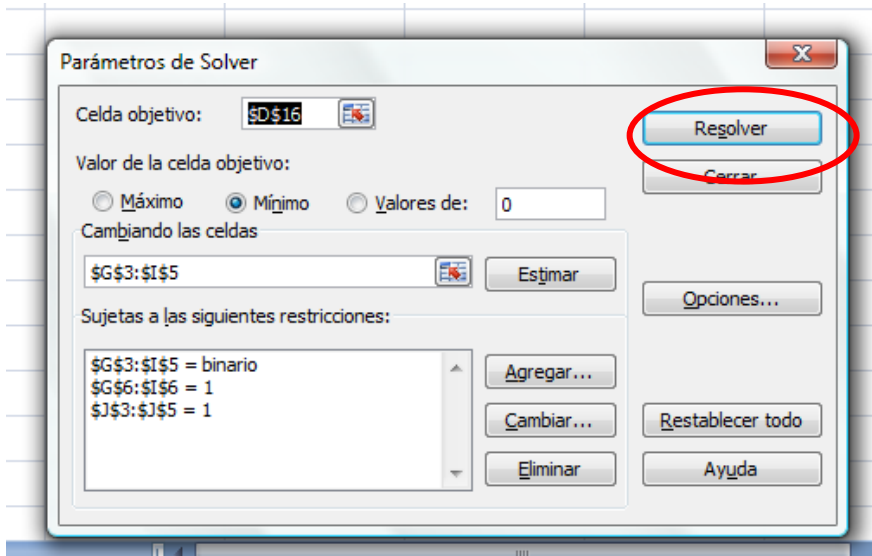 Parámetros de Solver
Celda objetivo: $D$16
Resolver
Valor de la celda objetivo:
Cerrar
Máximo Mínimo Valores de: 0
Cambiando las celdas
$G$3:$I$5 Estimar
Opciones...
Sujetas a las siguientes restricciones:
$G$3:$I$5 = binario
$G$6:$I$6 = 1
$J$3:$J$5 = 1
Agregar...
Cambiar...
Restablecer todo
Eliminar
Ayuda